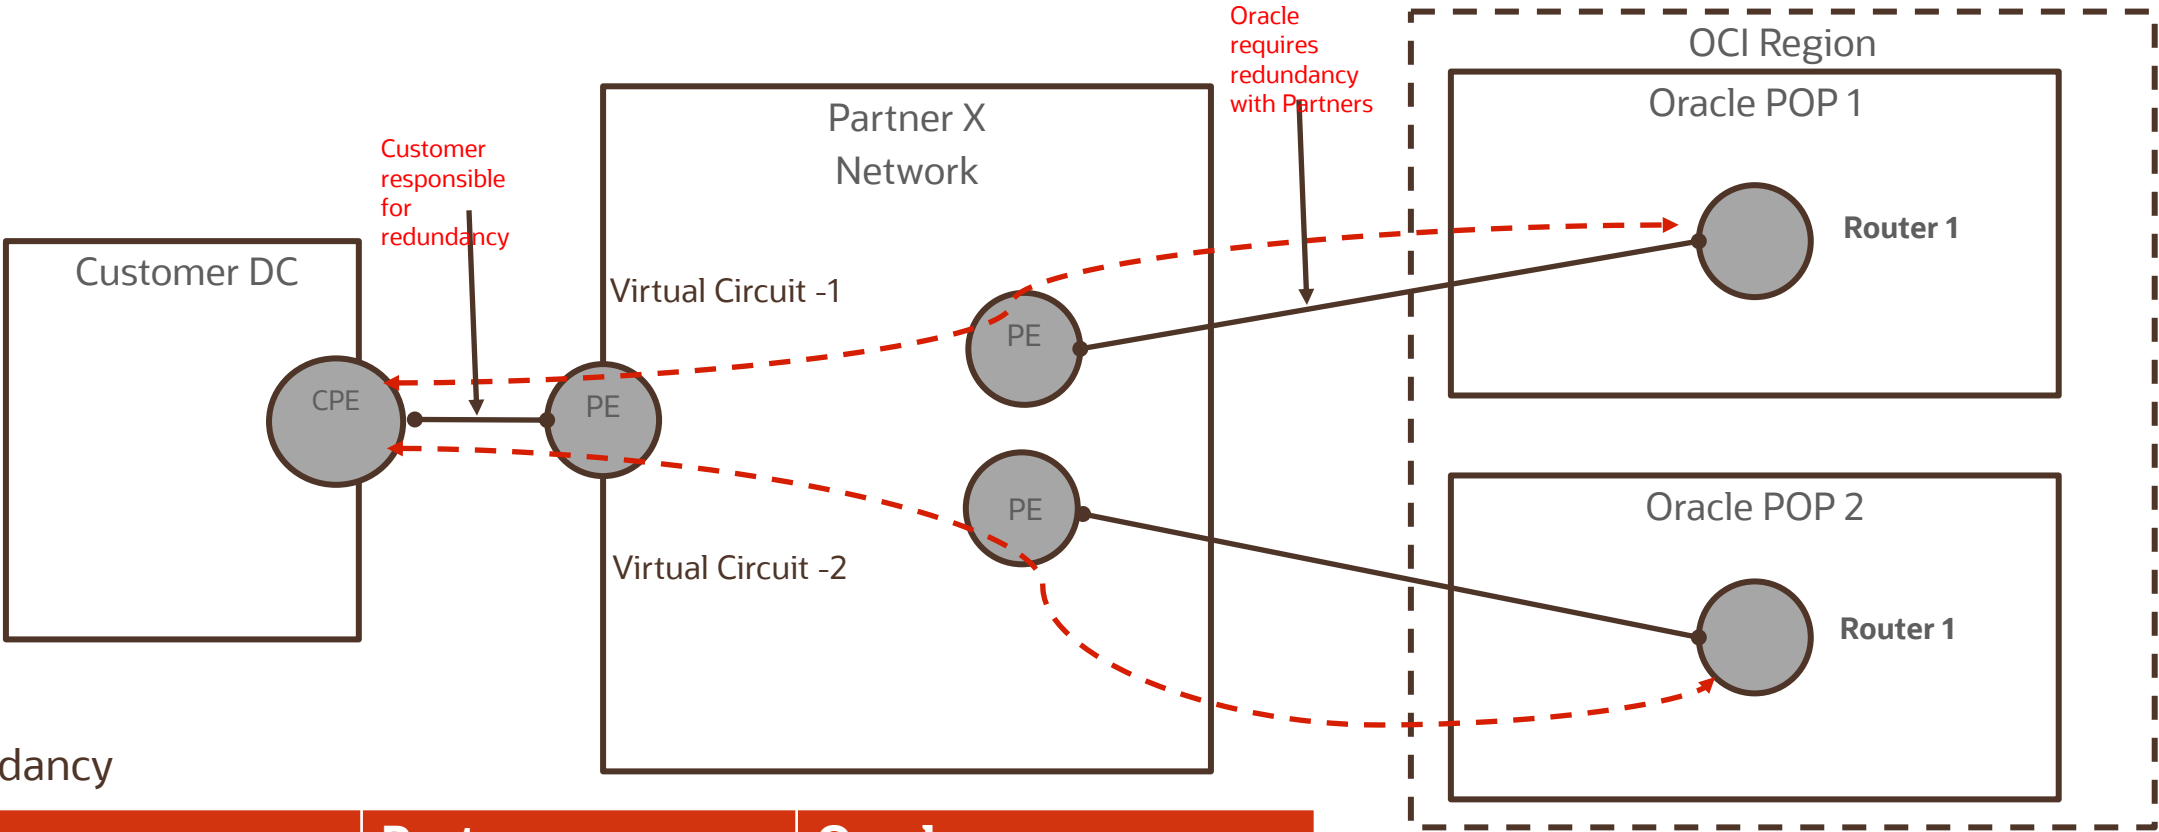 Oracle
requires
redundancy
with Partners
OCI Region
Oracle POP 1
Partner X
Network
Customer
responsible
for
redundancy
Router 1
Customer DC
Virtual Circuit -1
PE
CPE
PE
Oracle POP 2
PE
Virtual Circuit -2
Router 1
dancy